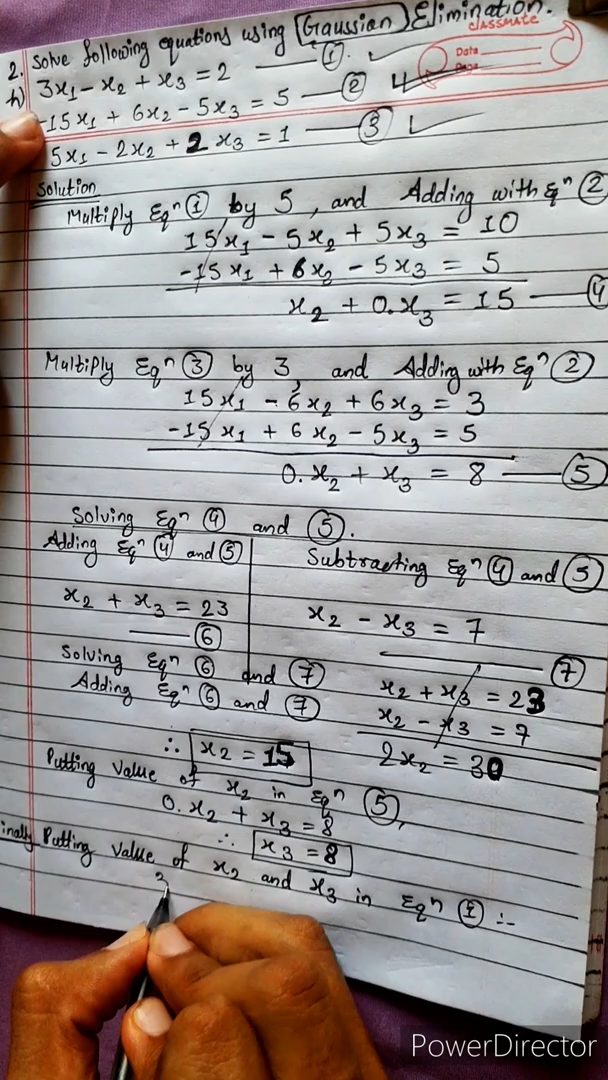 2. Solve following equations using [Gaussian] Elimination.
classmate
Date
Page
h) 3x₁ - x₂ + x₃ = 2 —— ①
-15x₁ + 6x₂ - 5x₃ = 5 —— ②
5x₁ - 2x₂ + 2x₃ = 1 —— ③
Solution
Multiply Eqⁿ ① by 5, and Adding with Eqⁿ ②
15x₁ - 5x₂ + 5x₃ = 10
-15x₁ + 6x₂ - 5x₃ = 5
x₂ + 0.x₃ = 15 —— ④
Multiply Eqⁿ ③ by 3, and Adding with Eqⁿ ②
15x₁ - 6x₂ + 6x₃ = 3
-15x₁ + 6x₂ - 5x₃ = 5
0.x₂ + x₃ = 8 —— ⑤
Solving Eqⁿ ④ and ⑤.
Adding Eqⁿ ④ and ⑤
x₂ + x₃ = 23
—— ⑥
Subtracting Eqⁿ ④ and ⑤
x₂ - x₃ = 7
—— ⑦
Solving Eqⁿ ⑥ and ⑦
Adding Eqⁿ ⑥ and ⑦
x₂ + x₃ = 23
x₂ - x₃ = 7
2x₂ = 30
∴ x₂ = 15
Putting value of x₂ in Eqⁿ ⑤,
0.x₂ + x₃ = 8
∴ x₃ = 8
inally Putting value of x₂ and x₃ in Eqⁿ ① :-
PowerDirector